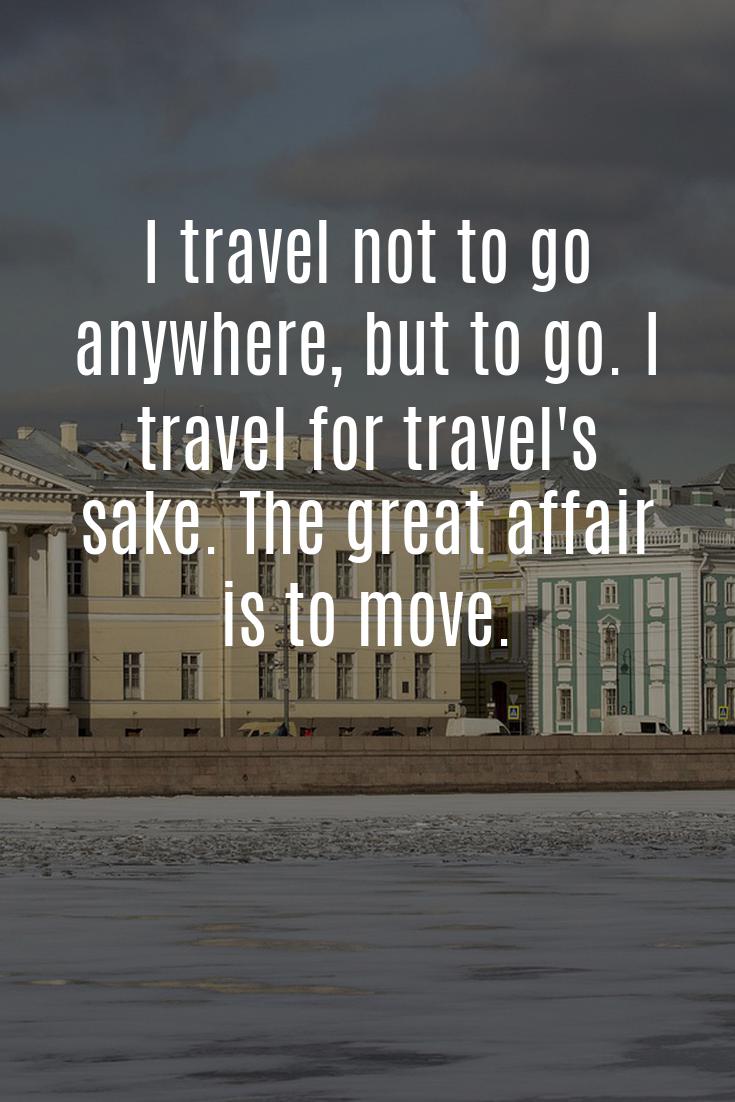 I travel not to go
anywhere, but to go. I
travel for travel's
sake. The great affair
is to move.